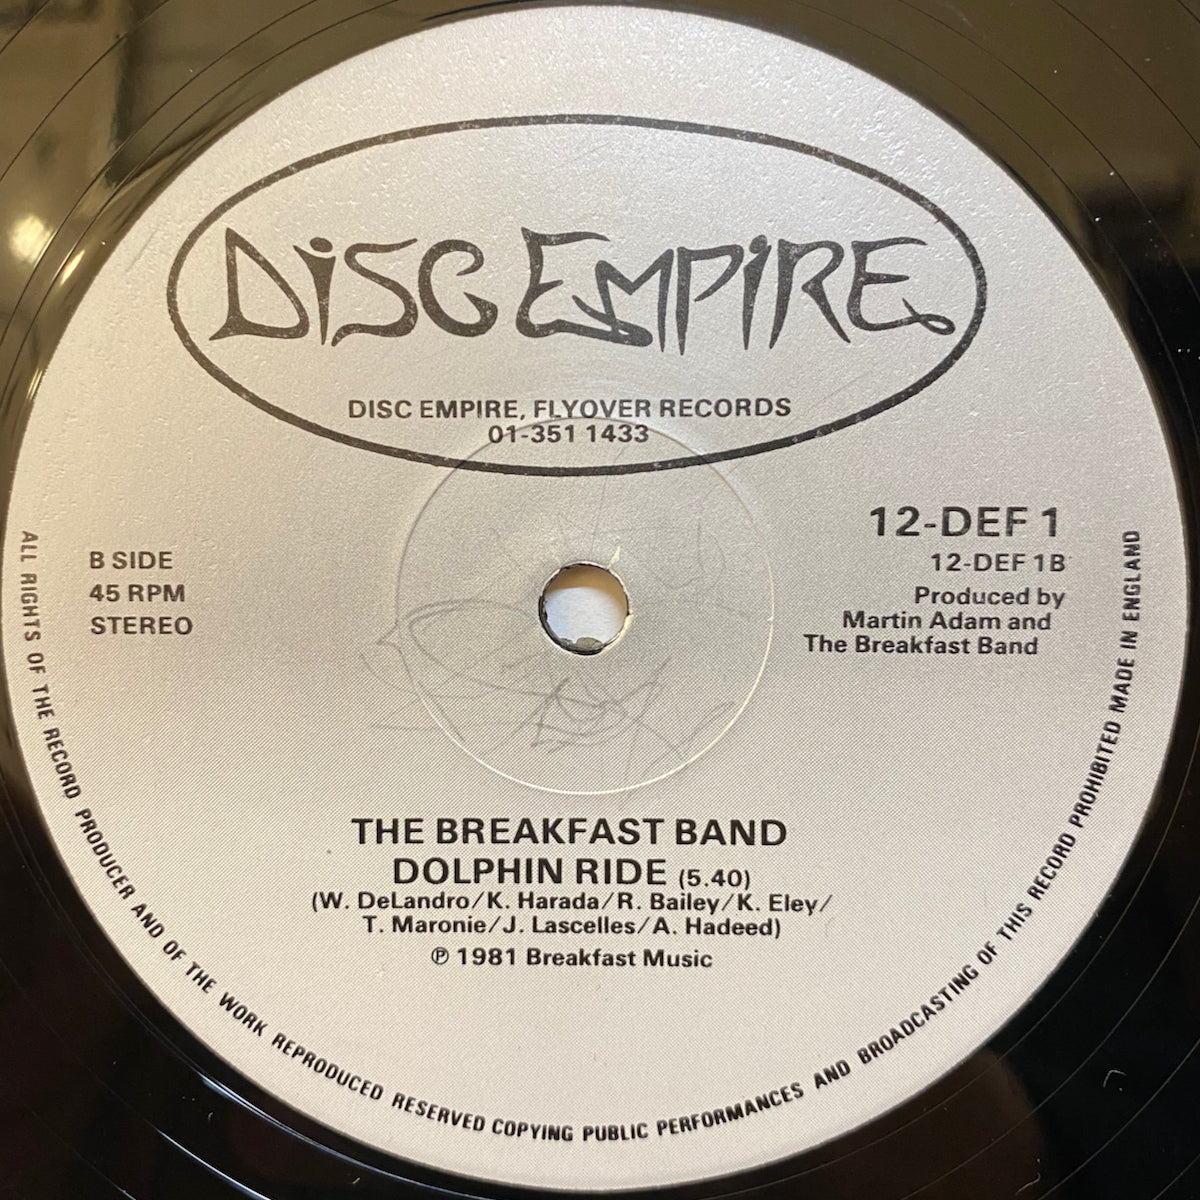 DiSC EMPiRE
DISC EMPIRE, FLYOVER RECORDS
01-351 1433
12-DEF 1
12-DEF 1B
Produced by
Martin Adam and
The Breakfast Band
B SIDE
45 RPM
STEREO
THE BREAKFAST BAND
DOLPHIN RIDE (5.40)
(W. DeLandro/K. Harada/R. Bailey/K. Eley/
T. Maronie/J. Lascelles/A. Hadeed)
℗ 1981 Breakfast Music
ALL RIGHTS OF THE RECORD PRODUCER AND OF THE WORK REPRODUCED RESERVED COPYING PUBLIC PERFORMANCES AND BROADCASTING OF THIS RECORD PROHIBITED MADE IN ENGLAND